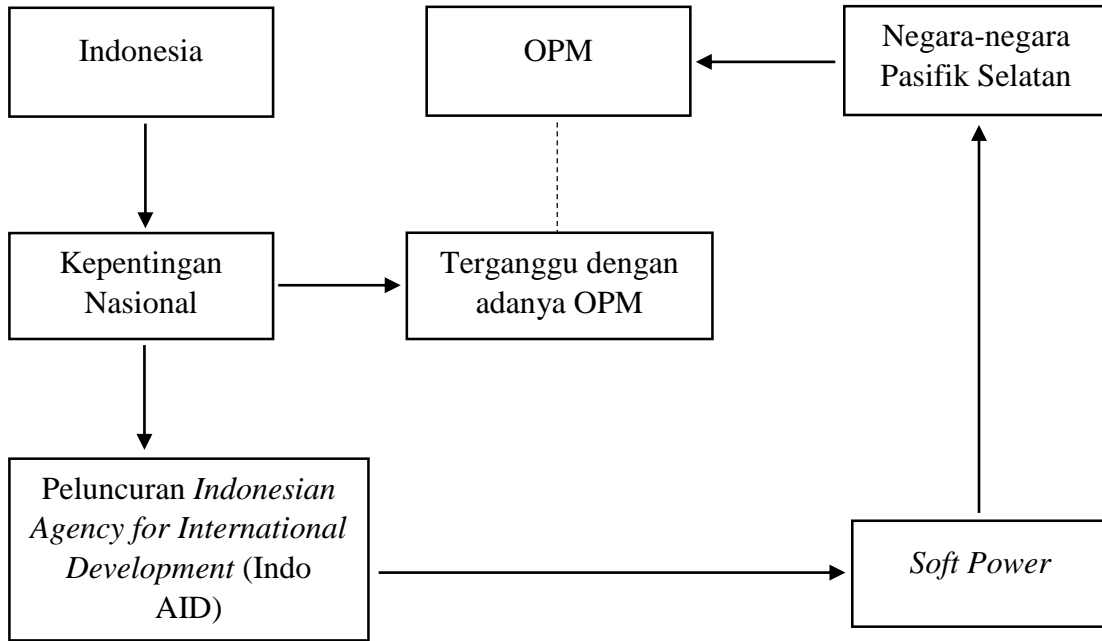 Indonesia
OPM
Negara-negara
Pasifik Selatan
Kepentingan
Nasional
Terganggu dengan
adanya OPM
Peluncuran Indonesian
Agency for International
Development (Indo
AID)
Soft Power